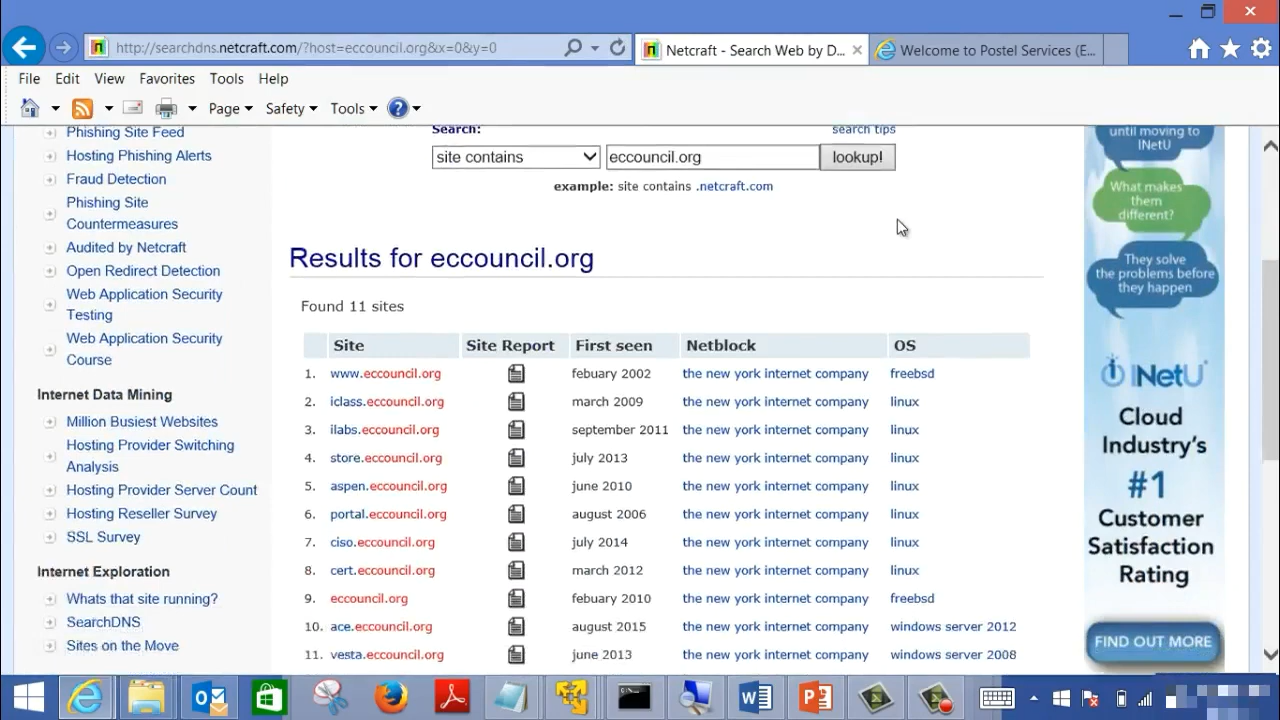 http://searchdns.netcraft.com/?host=eccouncil.org&x=0&y=0
Netcraft - Search Web by D...
Welcome to Postel Services (E...
File Edit View Favorites Tools Help
Page Safety Tools
Phishing Site Feed
Hosting Phishing Alerts
Fraud Detection
Phishing Site
Countermeasures
Audited by Netcraft
Open Redirect Detection
Web Application Security
Testing
Web Application Security
Course
Internet Data Mining
Million Busiest Websites
Hosting Provider Switching
Analysis
Hosting Provider Server Count
Hosting Reseller Survey
SSL Survey
Internet Exploration
Whats that site running?
SearchDNS
Sites on the Move
Search: search tips
site contains eccouncil.org lookup!
example: site contains .netcraft.com
Results for eccouncil.org
Found 11 sites
Site Site Report First seen Netblock OS
1. www.eccouncil.org febuary 2002 the new york internet company freebsd
2. iclass.eccouncil.org march 2009 the new york internet company linux
3. ilabs.eccouncil.org september 2011 the new york internet company linux
4. store.eccouncil.org july 2013 the new york internet company linux
5. aspen.eccouncil.org june 2010 the new york internet company linux
6. portal.eccouncil.org august 2006 the new york internet company linux
7. ciso.eccouncil.org july 2014 the new york internet company linux
8. cert.eccouncil.org march 2012 the new york internet company linux
9. eccouncil.org febuary 2010 the new york internet company freebsd
10. ace.eccouncil.org august 2015 the new york internet company windows server 2012
11. vesta.eccouncil.org june 2013 the new york internet company windows server 2008
until moving to
INetU
What makes
them
different?
They solve
the problems before
they happen
INetU
Cloud
Industry's
#1
Customer
Satisfaction
Rating
FIND OUT MORE